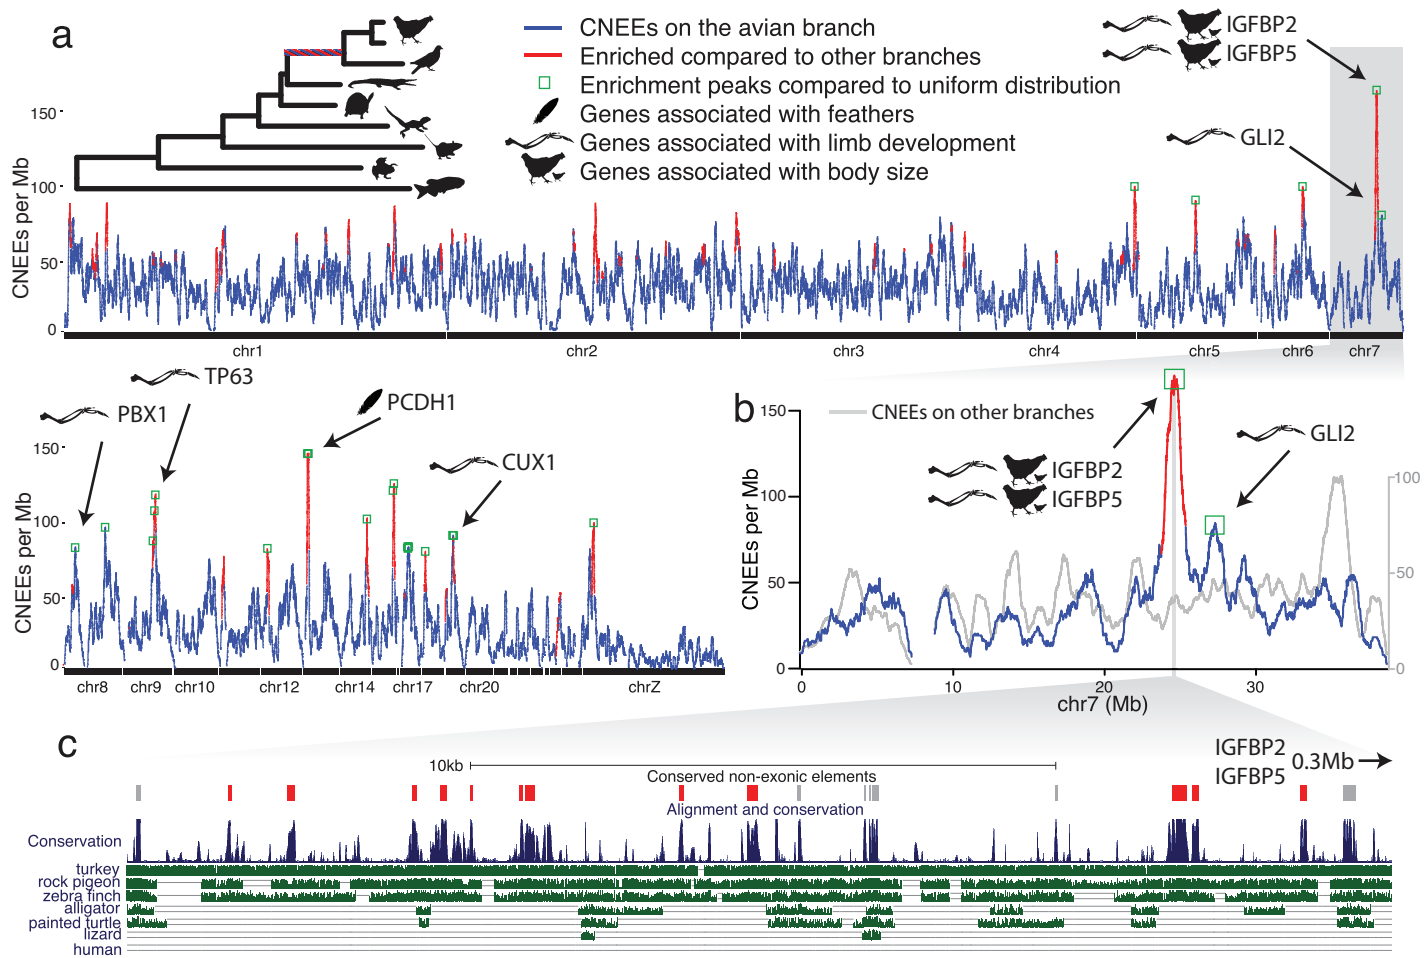 a
CNEEs on the avian branch
Enriched compared to other branches
Enrichment peaks compared to uniform distribution
Genes associated with feathers
Genes associated with limb development
Genes associated with body size
IGFBP2
IGFBP5
GLI2
CNEEs per Mb
150
100
50
0
chr1 chr2 chr3 chr4 chr5 chr6 chr7
TP63
PBX1
PCDH1
CUX1
CNEEs per Mb
150
100
50
0
chr8 chr9 chr10 chr12 chr14 chr17 chr20 chrZ
b
CNEEs on other branches
GLI2
IGFBP2
IGFBP5
CNEEs per Mb
150
100
50
0
100
50
0
0 10 20 30
chr7 (Mb)
c
IGFBP2
IGFBP5
0.3Mb
10kb
Conserved non-exonic elements
Alignment and conservation
Conservation
turkey
rock pigeon
zebra finch
alligator
painted turtle
lizard
human